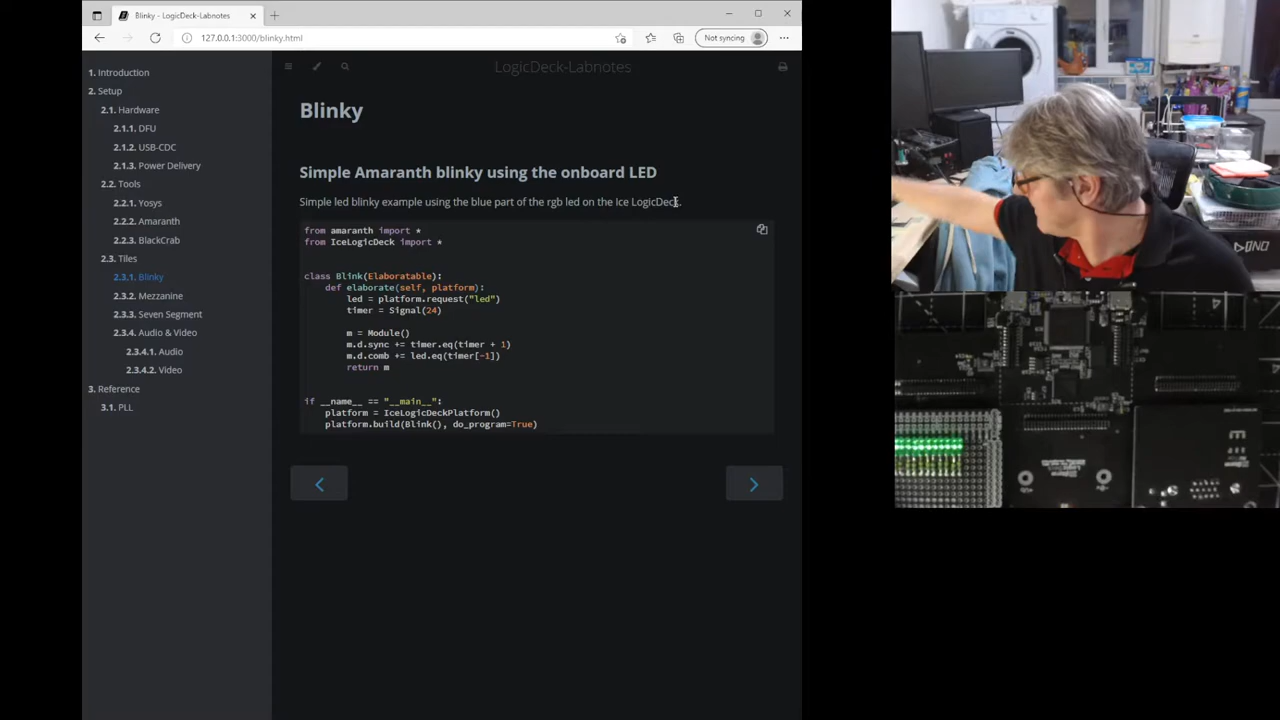 Blinky - LogicDeck-Labnotes
127.0.0.1:3000/blinky.html
Not syncing
1. Introduction
2. Setup
2.1. Hardware
2.1.1. DFU
2.1.2. USB-CDC
2.1.3. Power Delivery
2.2. Tools
2.2.1. Yosys
2.2.2. Amaranth
2.2.3. BlackCrab
2.3. Tiles
2.3.1. Blinky
2.3.2. Mezzanine
2.3.3. Seven Segment
2.3.4. Audio & Video
2.3.4.1. Audio
2.3.4.2. Video
3. Reference
3.1. PLL
LogicDeck-Labnotes
Blinky
Simple Amaranth blinky using the onboard LED
Simple led blinky example using the blue part of the rgb led on the Ice LogicDeck.
from amaranth import *
from IceLogicDeck import *
class Blink(Elaboratable):
def elaborate(self, platform):
led = platform.request("led")
timer = Signal(24)
m = Module()
m.d.sync += timer.eq(timer + 1)
m.d.comb += led.eq(timer[-1])
return m
if __name__ == "__main__":
platform = IceLogicDeckPlatform()
platform.build(Blink(), do_program=True)